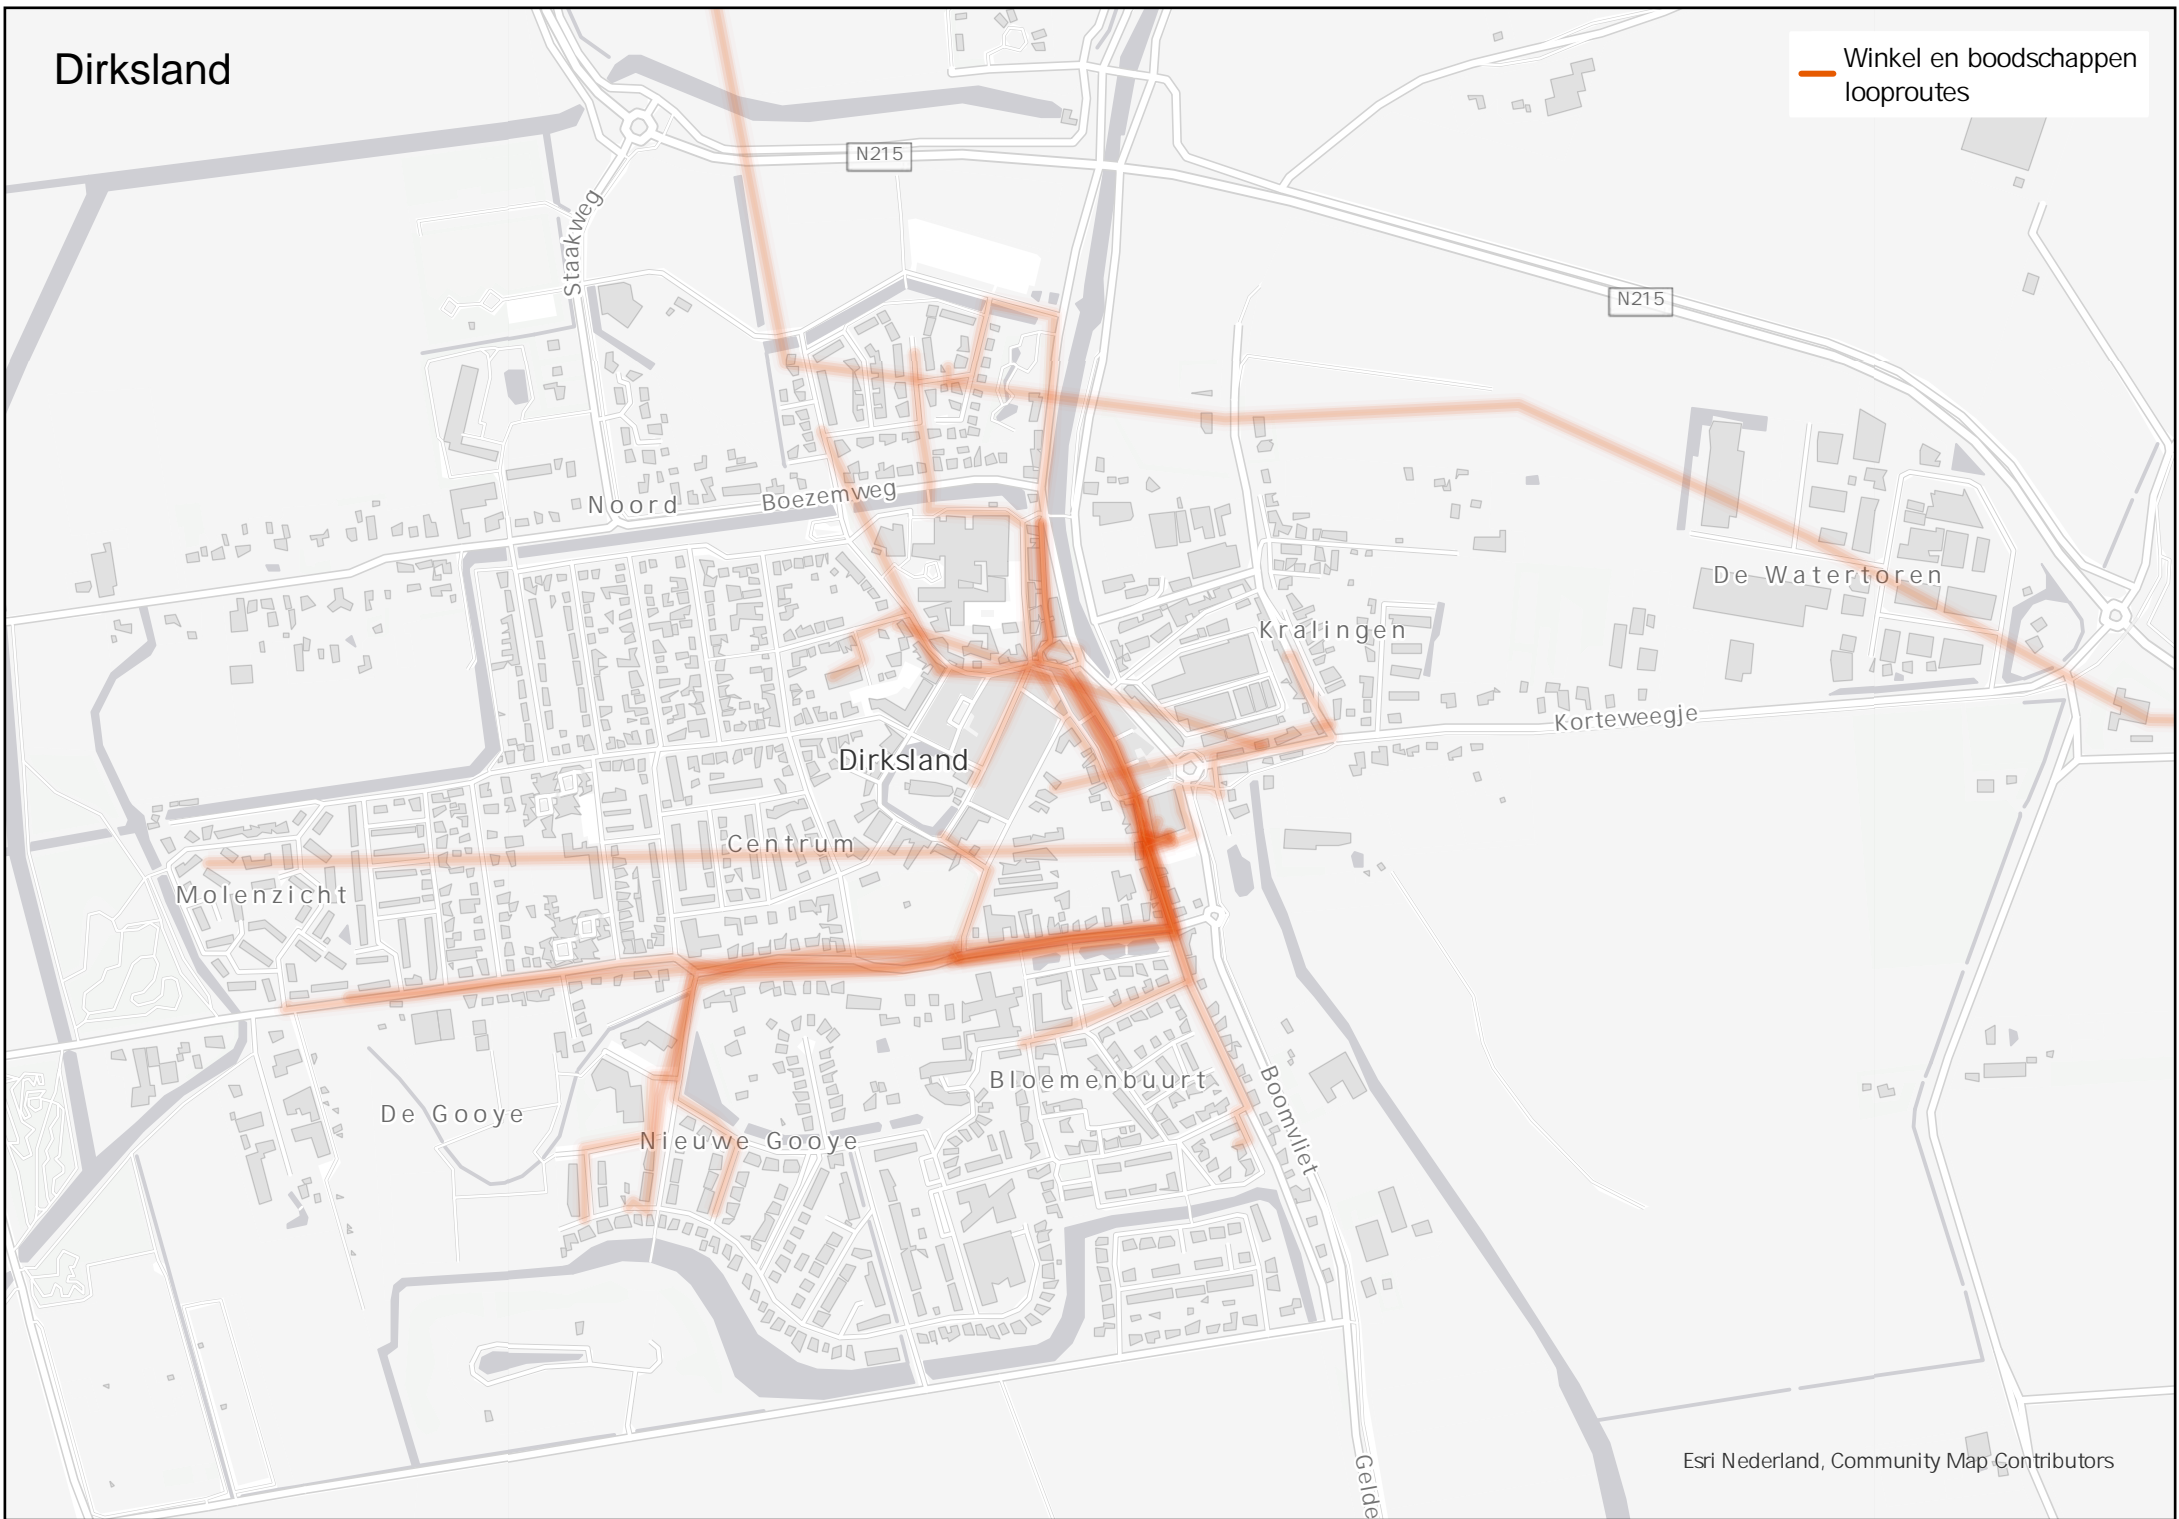 Dirksland
Winkel en boodschappen
looproutes
N215
Staakweg
N215
Noord
Boezemweg
De Watertoren
Kralingen
Korteweegje
Dirksland
Centrum
Molenzicht
Bloemenbuurt
Boomvliet
De Gooye
Nieuwe Gooye
Gelde
Esri Nederland, Community Map Contributors